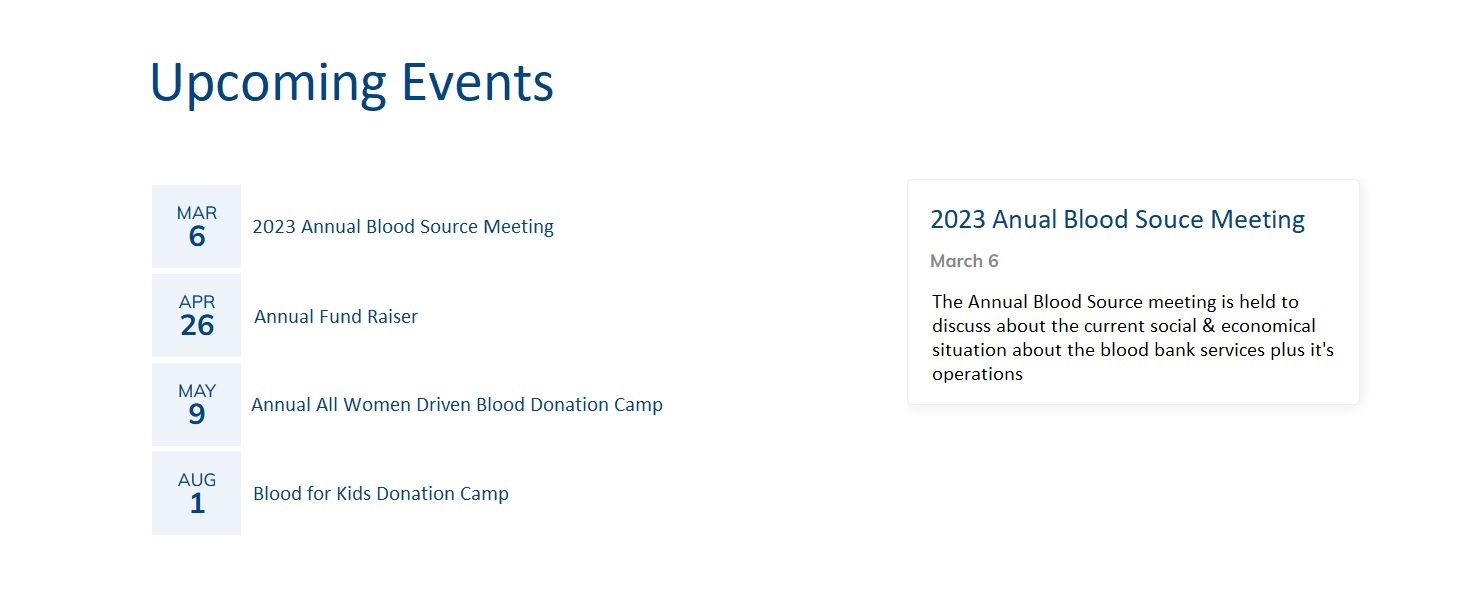 Upcoming Events
MAR
6
2023 Annual Blood Source Meeting
APR
26
Annual Fund Raiser
MAY
9
Annual All Women Driven Blood Donation Camp
AUG
1
Blood for Kids Donation Camp
2023 Anual Blood Souce Meeting
March 6
The Annual Blood Source meeting is held to
discuss about the current social & economical
situation about the blood bank services plus it's
operations